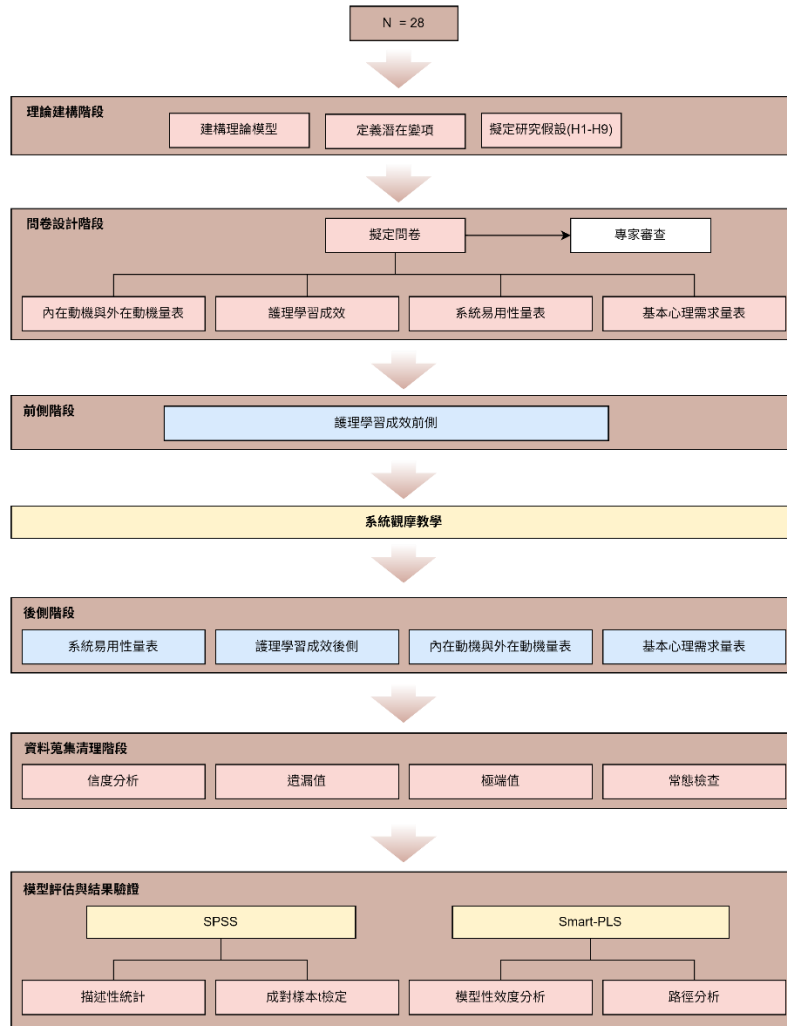 N = 28
理論建構階段
建構理論模型
定義潛在變項
擬定研究假設(H1-H9)
問卷設計階段
擬定問卷
專家審查
內在動機與外在動機量表
護理學習成效
系統易用性量表
基本心理需求量表
前側階段
護理學習成效前側
系統觀摩教學
後側階段
系統易用性量表
護理學習成效後側
內在動機與外在動機量表
基本心理需求量表
資料蒐集清理階段
信度分析
遺漏值
極端值
常態檢查
模型評估與結果驗證
SPSS
Smart-PLS
描述性統計
成對樣本t檢定
模型性效度分析
路徑分析